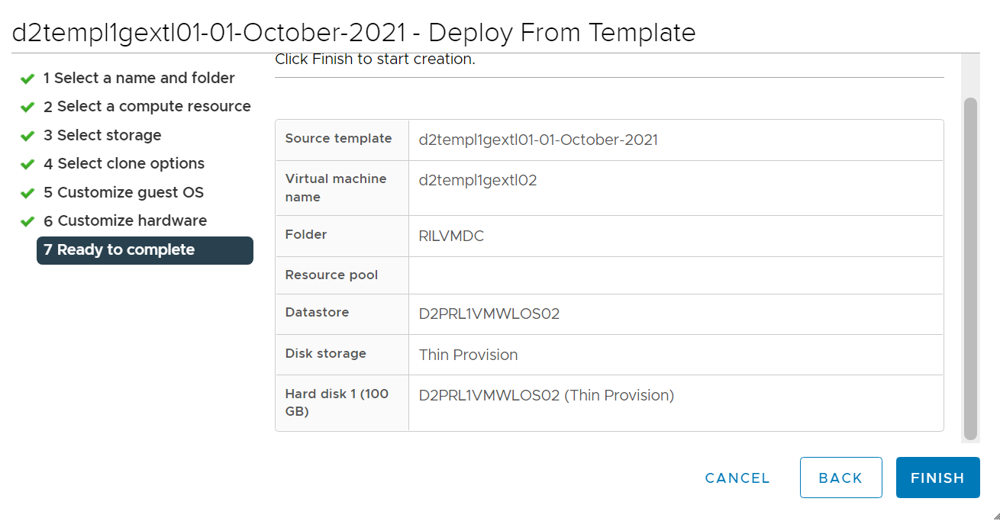 d2templ1gextl01-01-October-2021 - Deploy From Template
1 Select a name and folder
2 Select a compute resource
3 Select storage
4 Select clone options
5 Customize guest OS
6 Customize hardware
7 Ready to complete
Click Finish to start creation.
Source template d2templ1gextl01-01-October-2021
Virtual machine d2templ1gextl02
name
Folder RILVMDC
Resource pool
Datastore D2PRL1VMWLOS02
Disk storage Thin Provision
Hard disk 1 (100 D2PRL1VMWLOS02 (Thin Provision)
GB)
CANCEL BACK FINISH